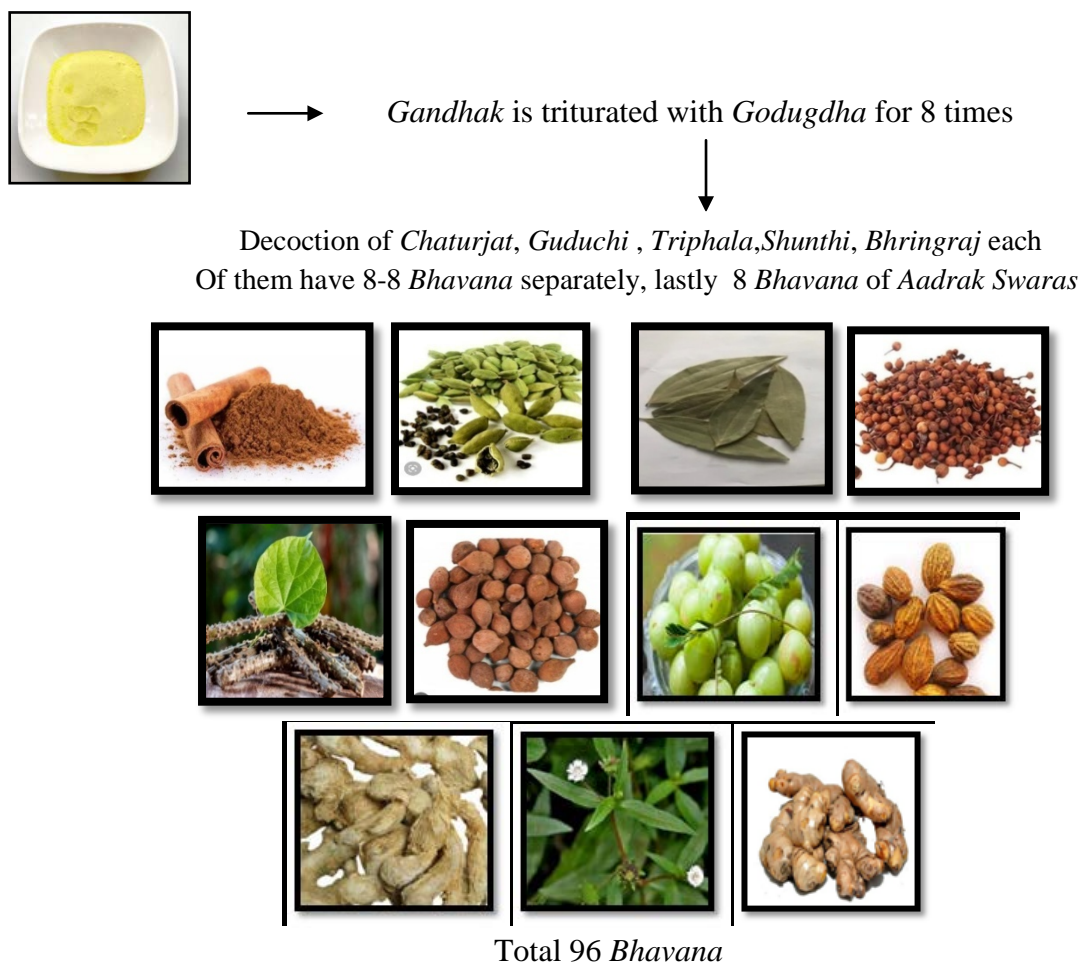 Gandhak is triturated with Godugdha for 8 times
Decoction of Chaturjat, Guduchi , Triphala,Shunthi, Bhringraj each
Of them have 8-8 Bhavana separately, lastly 8 Bhavana of Aadrak Swaras
Total 96 Bhavana